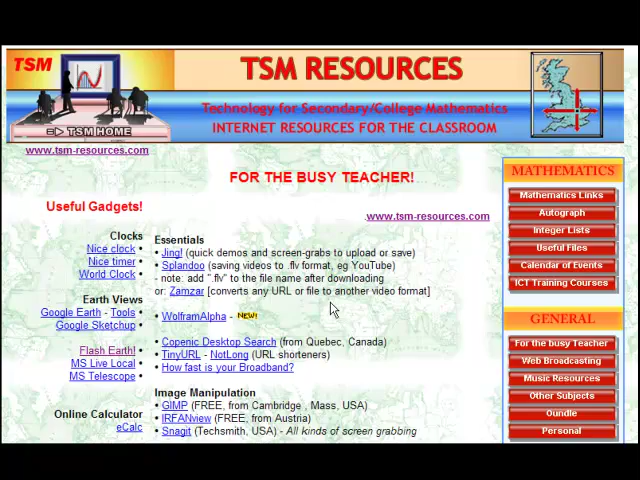 TSM
TSM RESOURCES
Technology for Secondary/College Mathematics
INTERNET RESOURCES FOR THE CLASSROOM
=> TSM HOME
www.tsm-resources.com
FOR THE BUSY TEACHER!
Useful Gadgets!
www.tsm-resources.com
Clocks
Nice clock •
Nice timer •
World Clock •
Earth Views
Google Earth - Tools •
Google Sketchup •
Flash Earth! •
MS Live Local •
MS Telescope •
Online Calculator
eCalc
Essentials
• Jing! (quick demos and screen-grabs to upload or save)
• Splandoo (saving videos to .flv format, eg YouTube)
- note: add ".flv" to the file name after downloading
or: Zamzar [converts any URL or file to another video format]
• WolframAlpha - NEW!
• Copenic Desktop Search (from Quebec, Canada)
• TinyURL - NotLong (URL shorteners)
• How fast is your Broadband?
Image Manipulation
• GIMP (FREE, from Cambridge , Mass, USA)
• IRFANview (FREE, from Austria)
• Snagit (Techsmith, USA) - All kinds of screen grabbing
MATHEMATICS
Mathematics Links
Autograph
Integer Lists
Useful Files
Calendar of Events
ICT Training Courses
GENERAL
For the busy Teacher
Web Broadcasting
Music Resources
Other Subjects
Oundle
Personal